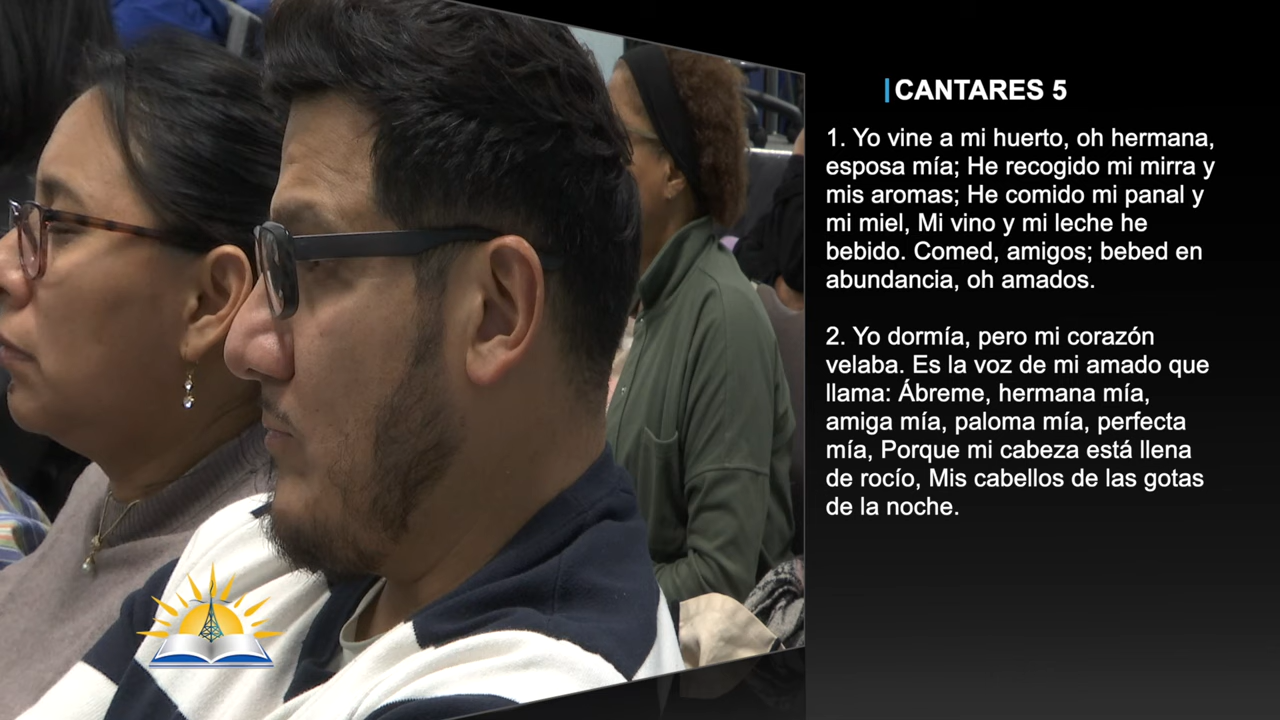 CANTARES 5
1. Yo vine a mi huerto, oh hermana,
esposa mía; He recogido mi mirra y
mis aromas; He comido mi panal y
mi miel, Mi vino y mi leche he
bebido. Comed, amigos; bebed en
abundancia, oh amados.
2. Yo dormía, pero mi corazón
velaba. Es la voz de mi amado que
llama: Ábreme, hermana mía,
amiga mía, paloma mía, perfecta
mía, Porque mi cabeza está llena
de rocío, Mis cabellos de las gotas
de la noche.